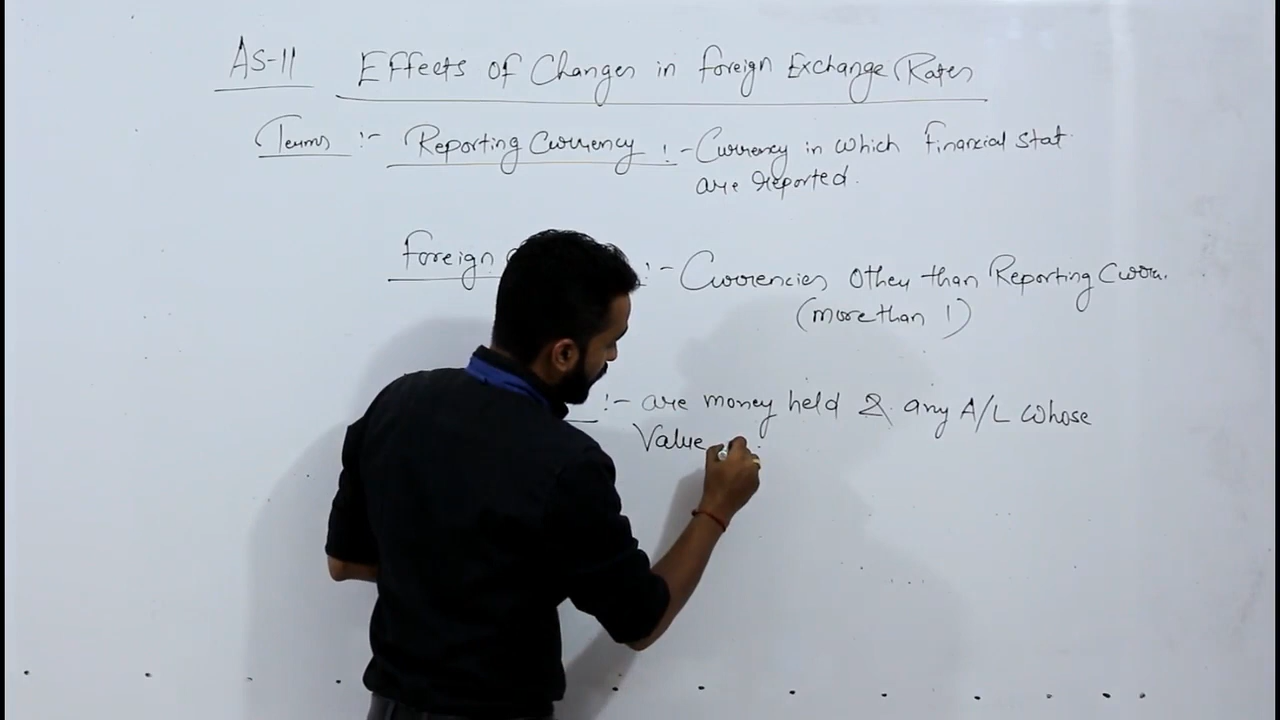 AS-11 Effects of Changes in Foreign Exchange Rates
Terms :- Reporting Currency :- Currency in which Financial Stat.
are reported.
Foreign :- Currencies other than Reporting Curr.
(more than 1)
:- are money held & any A/L whose
Value